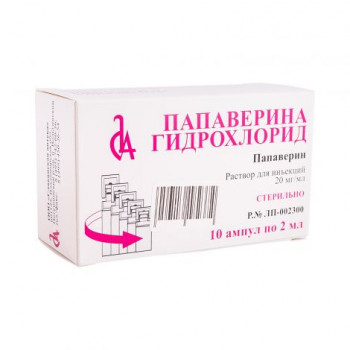 ПАПАВЕРИНА
ГИДРОХЛОРИД
Папаверин
Раствор для инъекций
20 мг/мл
СТЕРИЛЬНО
Р.№ ЛП-002300
10 ампул по 2 мл